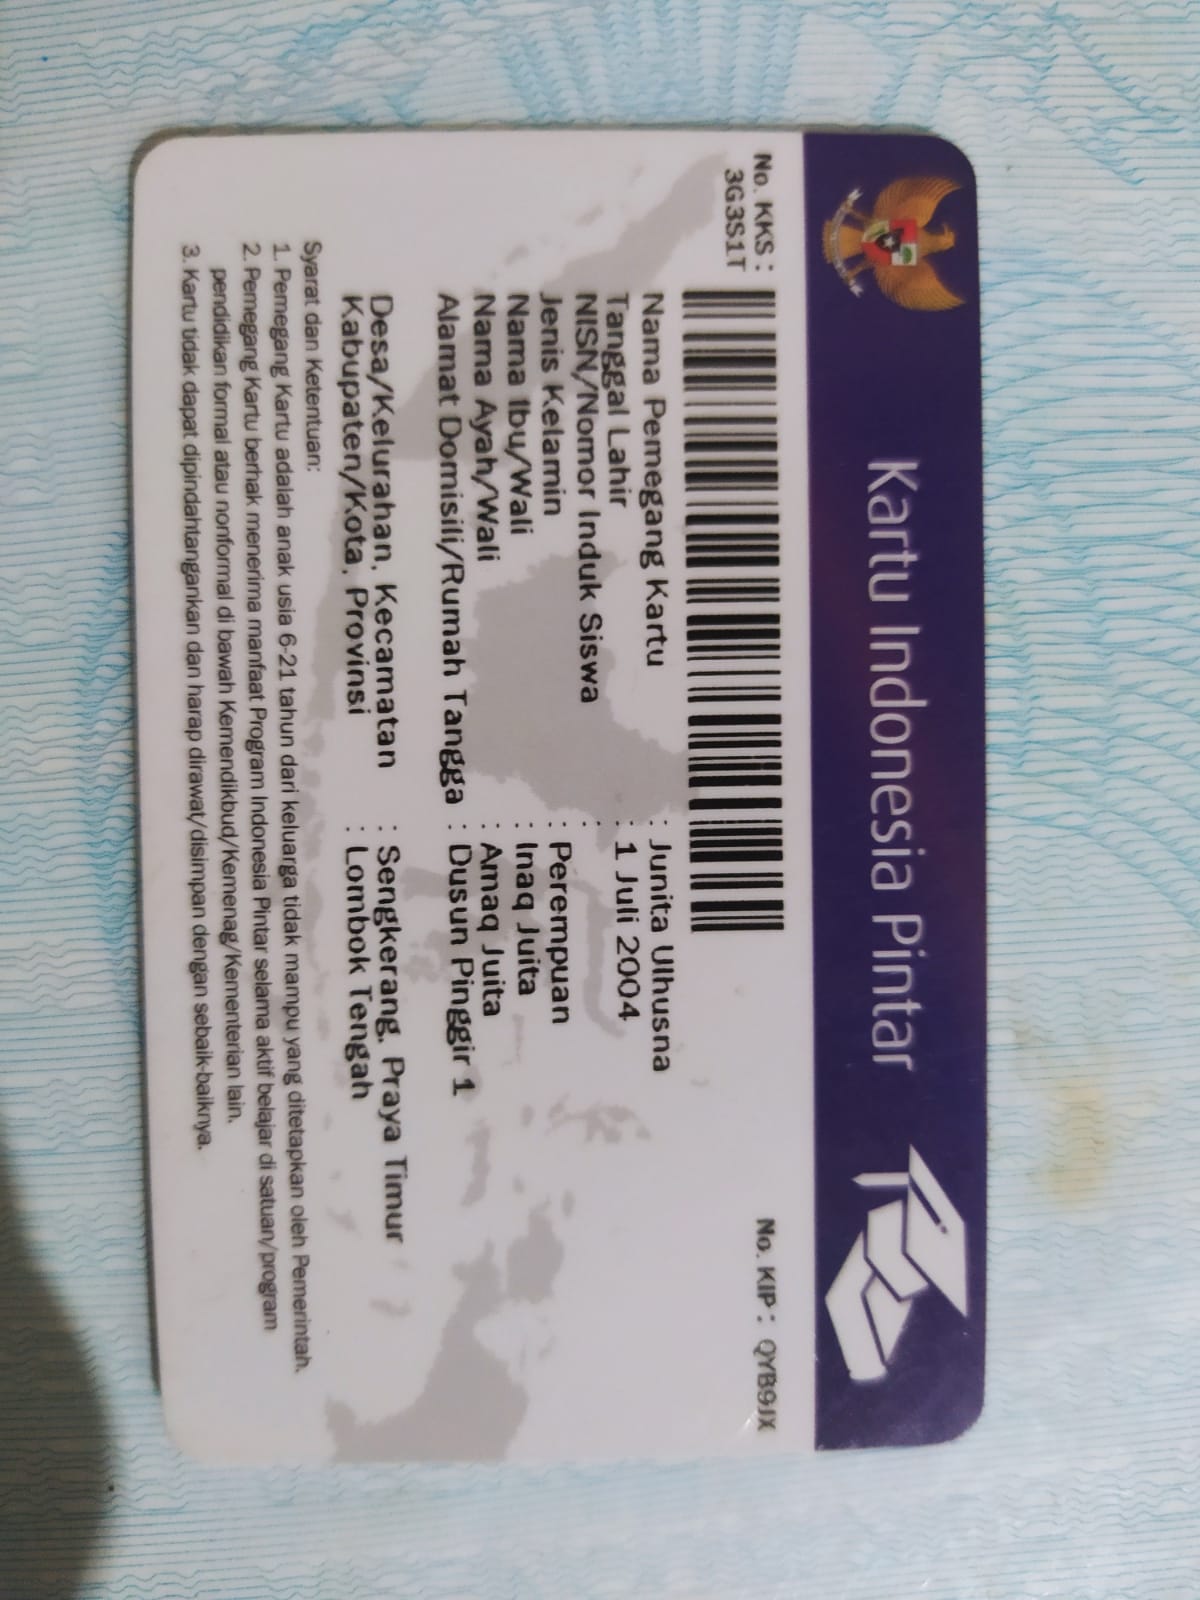 Kartu Indonesia Pintar
No. KKS :
3G3S1T
No. KIP : QYB9JX
Nama Pemegang Kartu : Junita Ulhusna
Tanggal Lahir : 1 Juli 2004
NISN/Nomor Induk Siswa :
Jenis Kelamin : Perempuan
Nama Ibu/Wali : Inaq Juita
Nama Ayah/Wali : Amaq Juita
Alamat Domisili/Rumah Tangga : Dusun Pinggir 1
Desa/Kelurahan, Kecamatan : Sengkerang, Praya Timur
Kabupaten/Kota, Provinsi : Lombok Tengah
Syarat dan Ketentuan:
1. Pemegang Kartu adalah anak usia 6-21 tahun dari keluarga tidak mampu yang ditetapkan oleh Pemerintah.
2. Pemegang Kartu berhak menerima manfaat Program Indonesia Pintar selama aktif belajar di satuan/program
pendidikan formal atau nonformal di bawah Kemendikbud/Kemenag/Kementerian lain.
3. Kartu tidak dapat dipindahtangankan dan harap dirawat/disimpan dengan sebaik-baiknya.